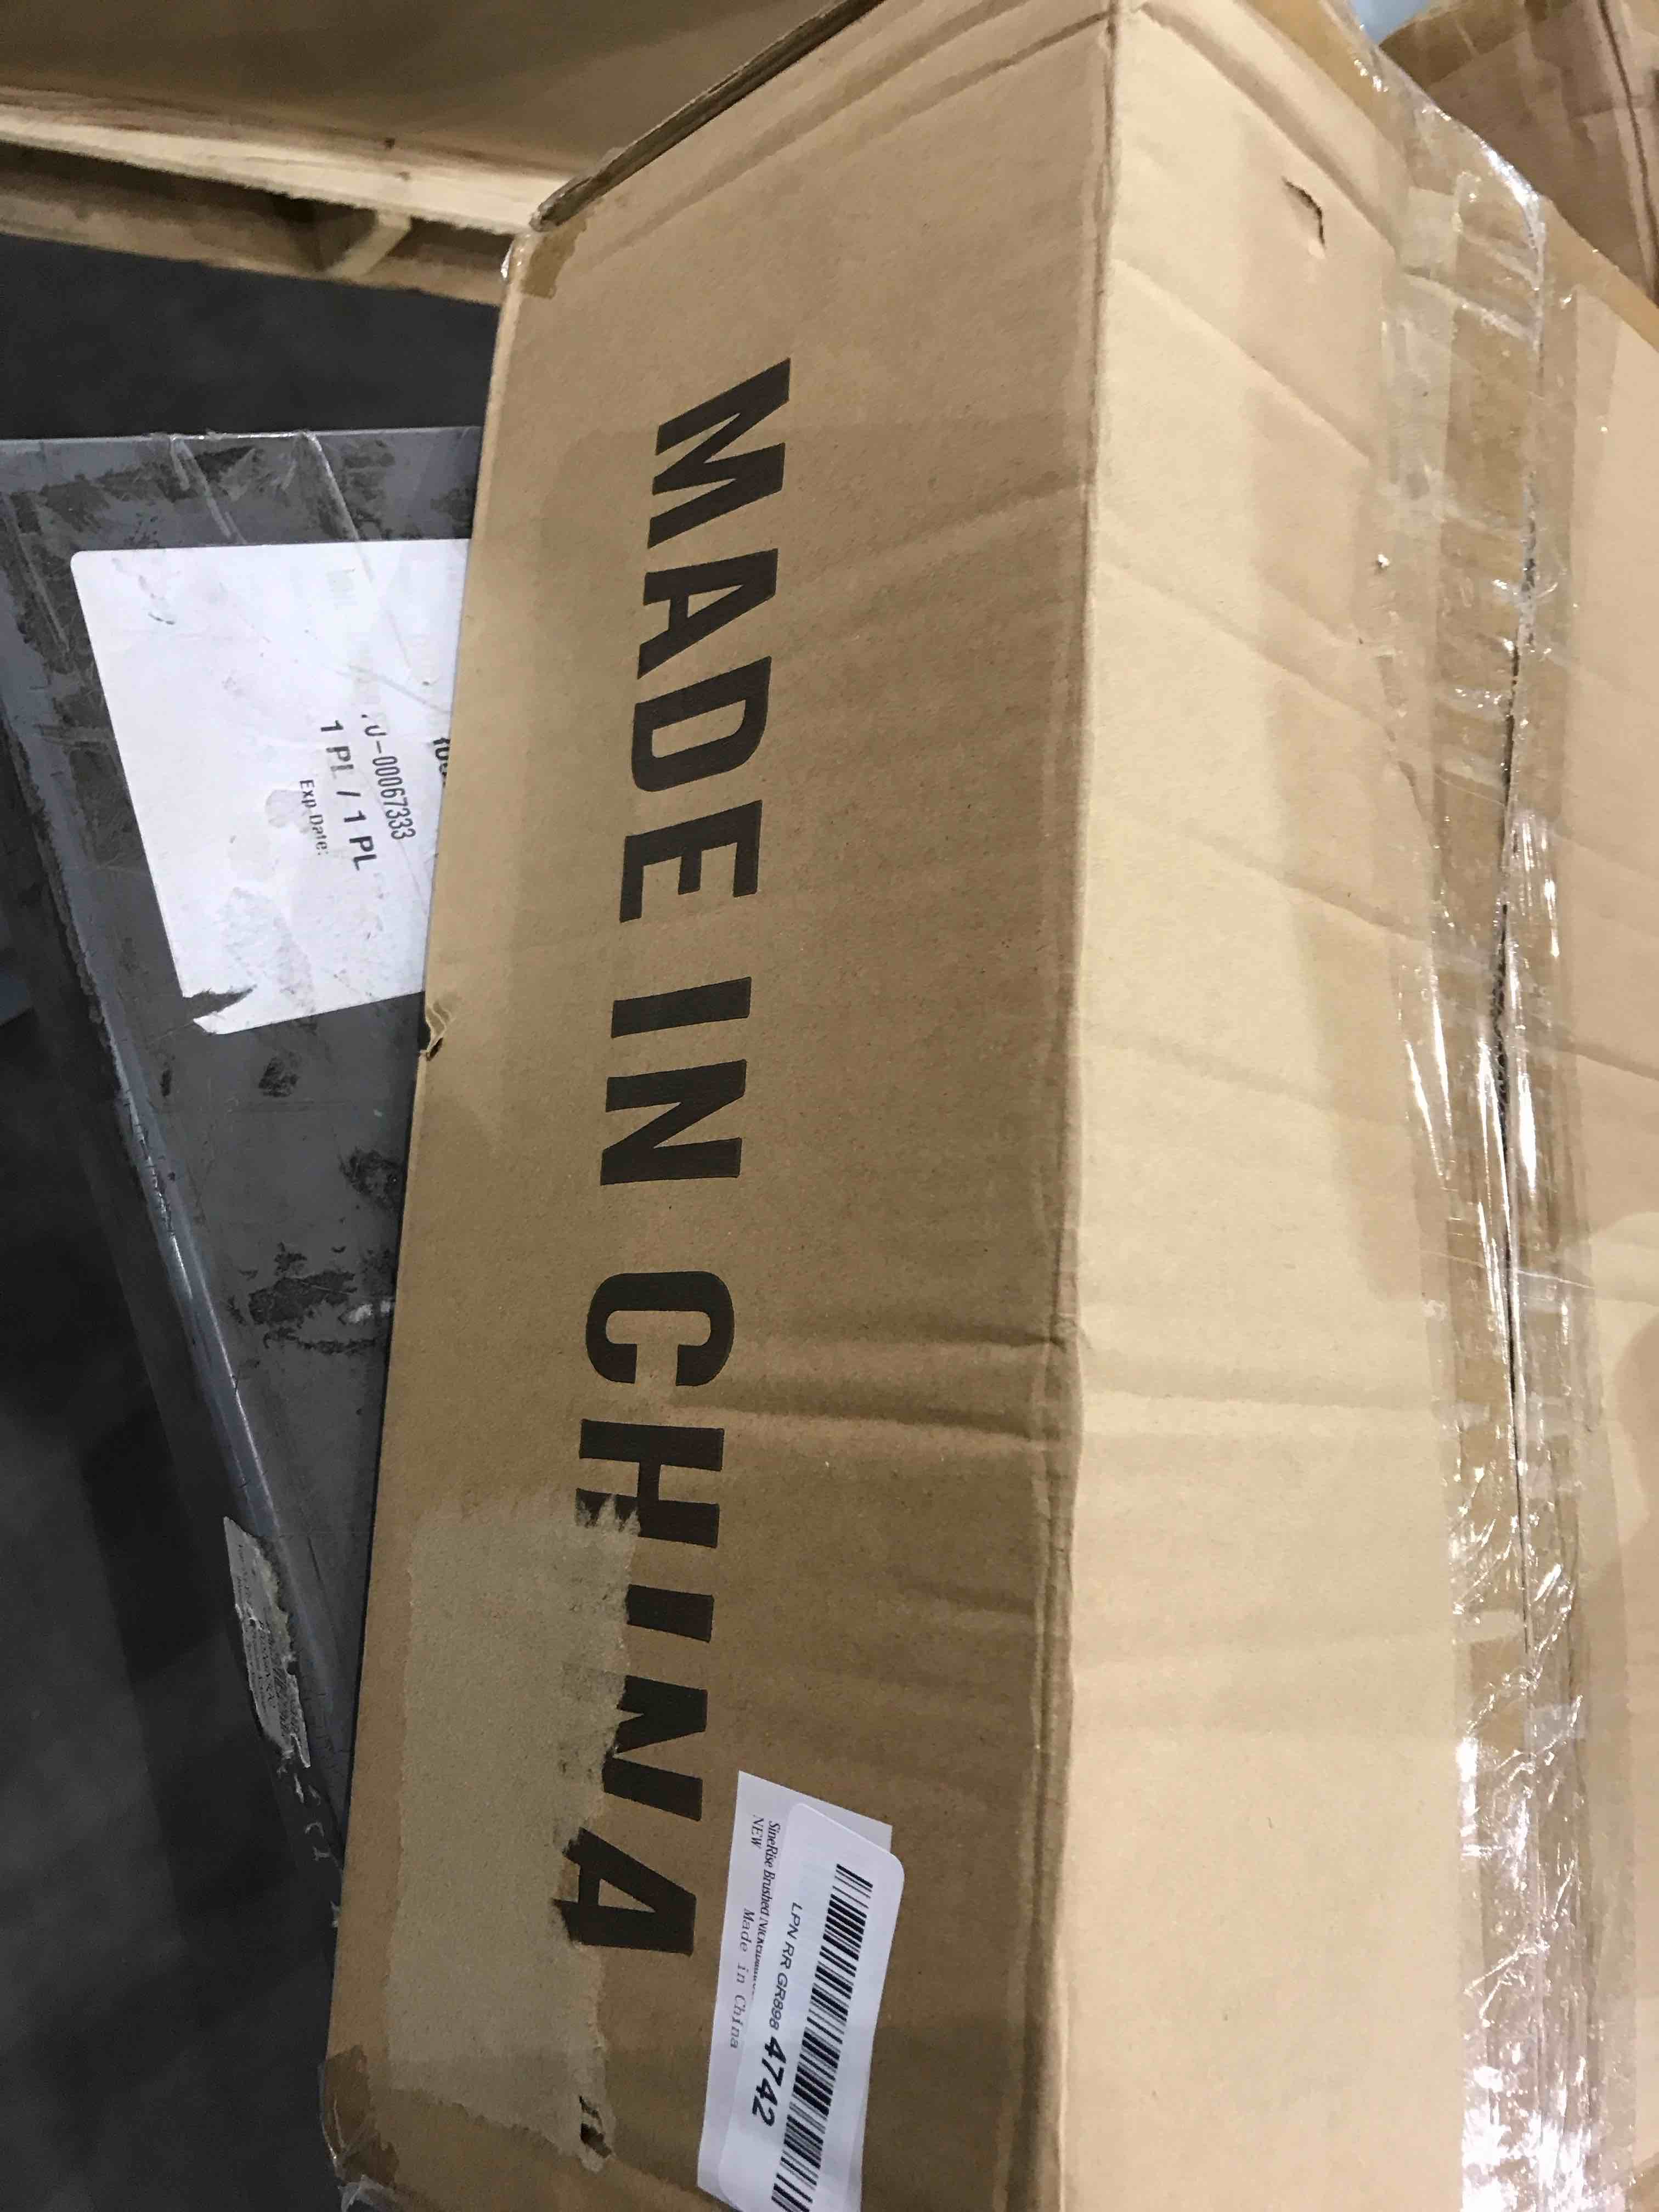 MADE IN CHINA
LPN RR GR898 4742
SineRise Brushed
NEW
Made in China
-00067333
1 PL / 1 PL
Exp Date: